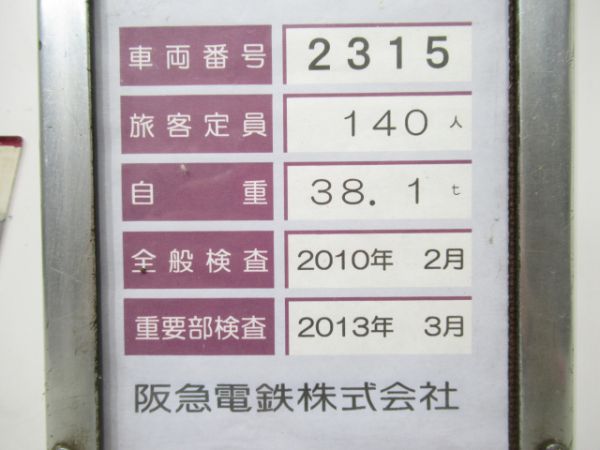 車両番号 2315
旅客定員 140人
自重 38.1t
全般検査 2010年 2月
重要部検査 2013年 3月
阪急電鉄株式会社